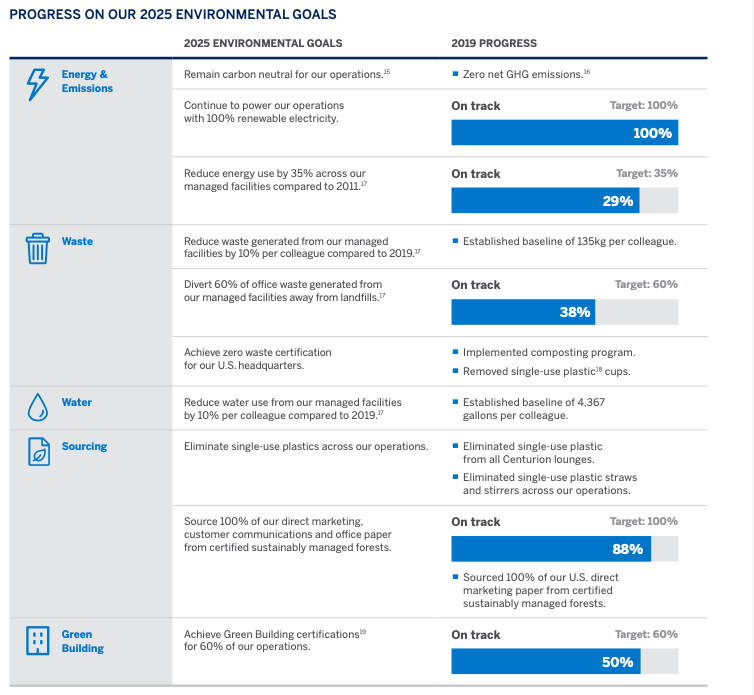 PROGRESS ON OUR 2025 ENVIRONMENTAL GOALS
2025 ENVIRONMENTAL GOALS
2019 PROGRESS
Energy &
Emissions
Remain carbon neutral for our operations.¹⁵
Zero net GHG emissions.¹⁶
Continue to power our operations
with 100% renewable electricity.
On track
Target: 100%
100%
Reduce energy use by 35% across our
managed facilities compared to 2011.¹⁷
On track
Target: 35%
29%
Waste
Reduce waste generated from our managed
facilities by 10% per colleague compared to 2019.¹⁷
Established baseline of 135kg per colleague.
Divert 60% of office waste generated from
our managed facilities away from landfills.¹⁷
On track
Target: 60%
38%
Achieve zero waste certification
for our U.S. headquarters.
Implemented composting program.
Removed single-use plastic¹⁸ cups.
Water
Reduce water use from our managed facilities
by 10% per colleague compared to 2019.¹⁷
Established baseline of 4,367
gallons per colleague.
Sourcing
Eliminate single-use plastics across our operations.
Eliminated single-use plastic
from all Centurion lounges.
Eliminated single-use plastic straws
and stirrers across our operations.
Source 100% of our direct marketing,
customer communications and office paper
from certified sustainably managed forests.
On track
Target: 100%
88%
Sourced 100% of our U.S. direct
marketing paper from certified
sustainably managed forests.
Green
Building
Achieve Green Building certifications¹⁹
for 60% of our operations.
On track
Target: 60%
50%